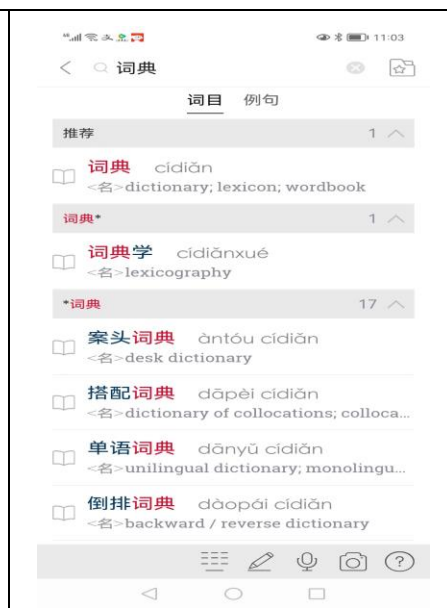 11:03
词典
词目 例句
推荐 1
词典 cídiǎn
<名>dictionary; lexicon; wordbook
词典* 1
词典学 cídiǎnxué
<名>lexicography
*词典 17
案头词典 àntóu cídiǎn
<名>desk dictionary
搭配词典 dāpèi cídiǎn
<名>dictionary of collocations; colloca...
单语词典 dānyǔ cídiǎn
<名>unilingual dictionary; monolingu...
倒排词典 dàopái cídiǎn
<名>backward / reverse dictionary